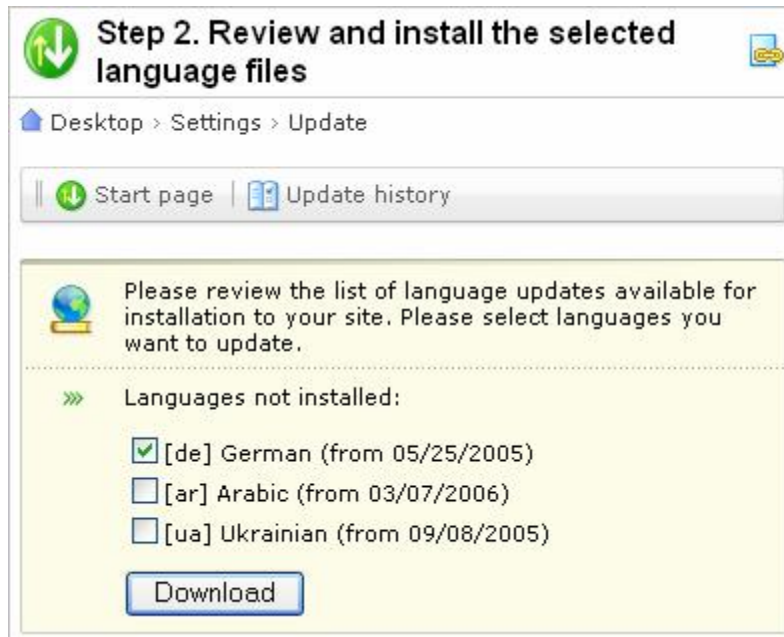 Step 2. Review and install the selected
language files
Desktop > Settings > Update
Start page | Update history
Please review the list of language updates available for
installation to your site. Please select languages you
want to update.
Languages not installed:
[de] German (from 05/25/2005)
[ar] Arabic (from 03/07/2006)
[ua] Ukrainian (from 09/08/2005)
Download